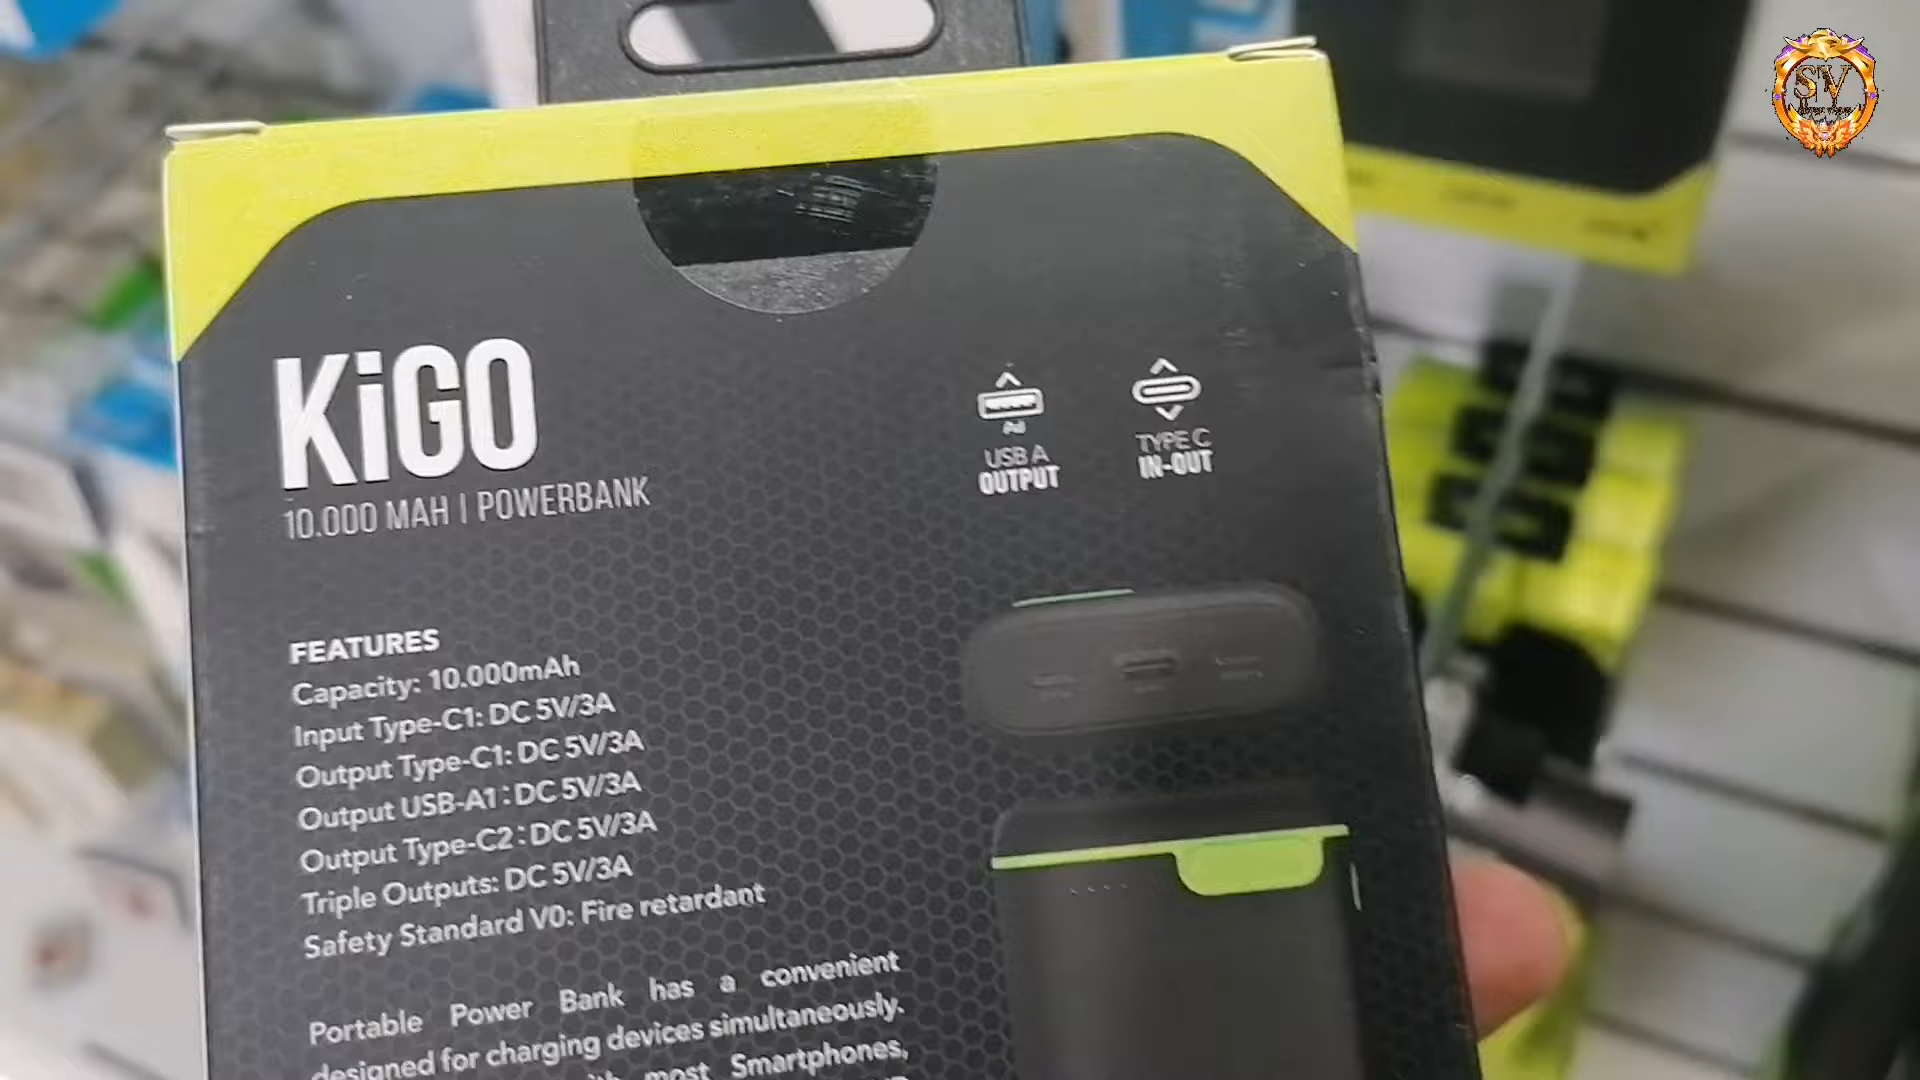 SV
KiGO
10.000 MAH | POWERBANK
USB A
OUTPUT
TYPE C
IN-OUT
FEATURES
Capacity: 10.000mAh
Input Type-C1: DC 5V/3A
Output Type-C1: DC 5V/3A
Output USB-A1:DC 5V/3A
Output Type-C2:DC 5V/3A
Triple Outputs: DC 5V/3A
Safety Standard V0: Fire retardant
Portable Power Bank has a convenient
designed for charging devices simultaneously.
most Smartphones,